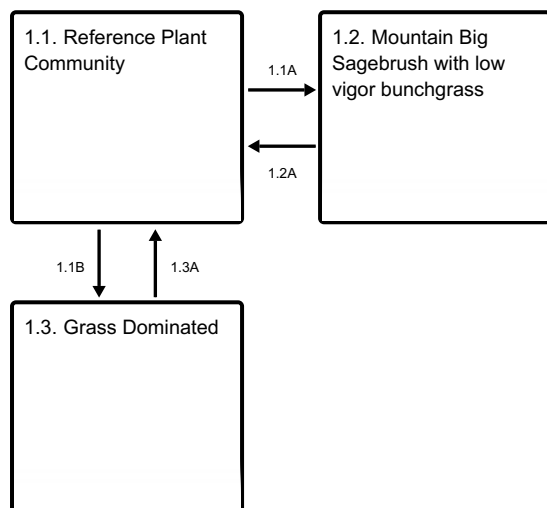 1.1. Reference Plant
Community
1.2. Mountain Big
Sagebrush with low
vigor bunchgrass
1.1A
1.2A
1.1B
1.3A
1.3. Grass Dominated